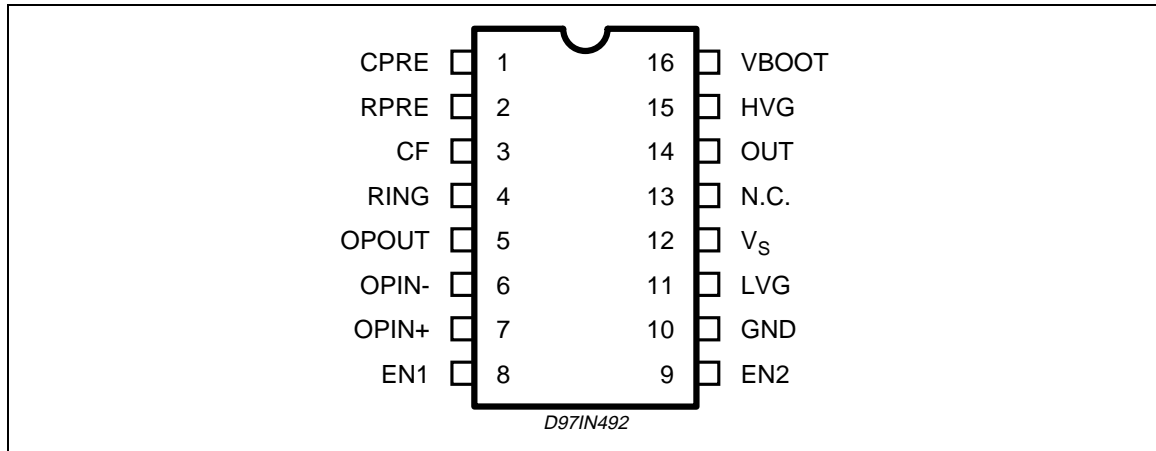 CPRE 1 16 VBOOT
RPRE 2 15 HVG
CF 3 14 OUT
RING 4 13 N.C.
OPOUT 5 12 VS
OPIN- 6 11 LVG
OPIN+ 7 10 GND
EN1 8 9 EN2
D97IN492